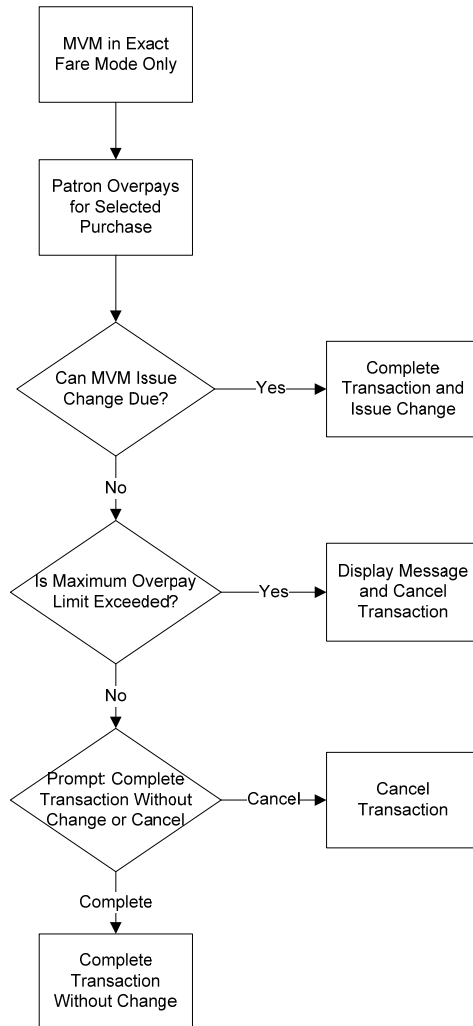 MVM in Exact
Fare Mode Only
Patron Overpays
for Selected
Purchase
Can MVM Issue
Change Due?
Yes
Complete
Transaction and
Issue Change
No
Is Maximum Overpay
Limit Exceeded?
Yes
Display Message
and Cancel
Transaction
No
Prompt: Complete
Transaction Without
Change or Cancel
Cancel
Cancel
Transaction
Complete
Complete
Transaction
Without Change